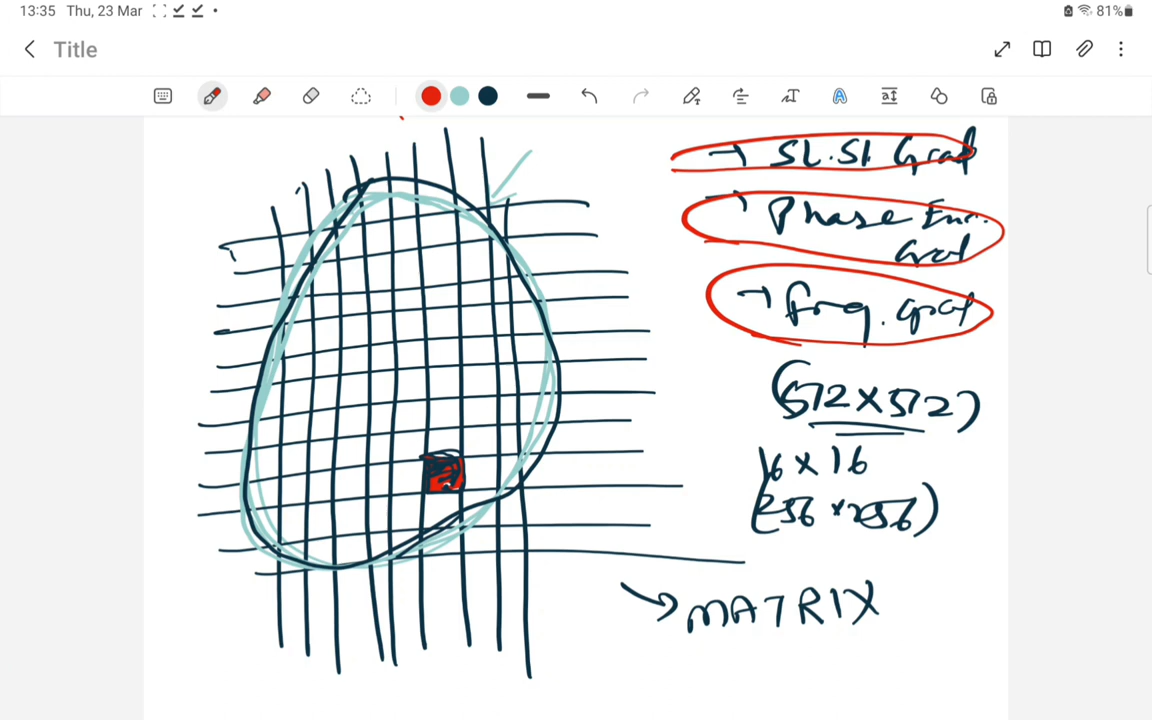 13:35 Thu, 23 Mar
81%
Title
→ SL.Sl. Grad
→ Phase Enc.
Grad
→ freq. grad
(512×512)
16 × 16
(256 × 256)
→ MATRIX